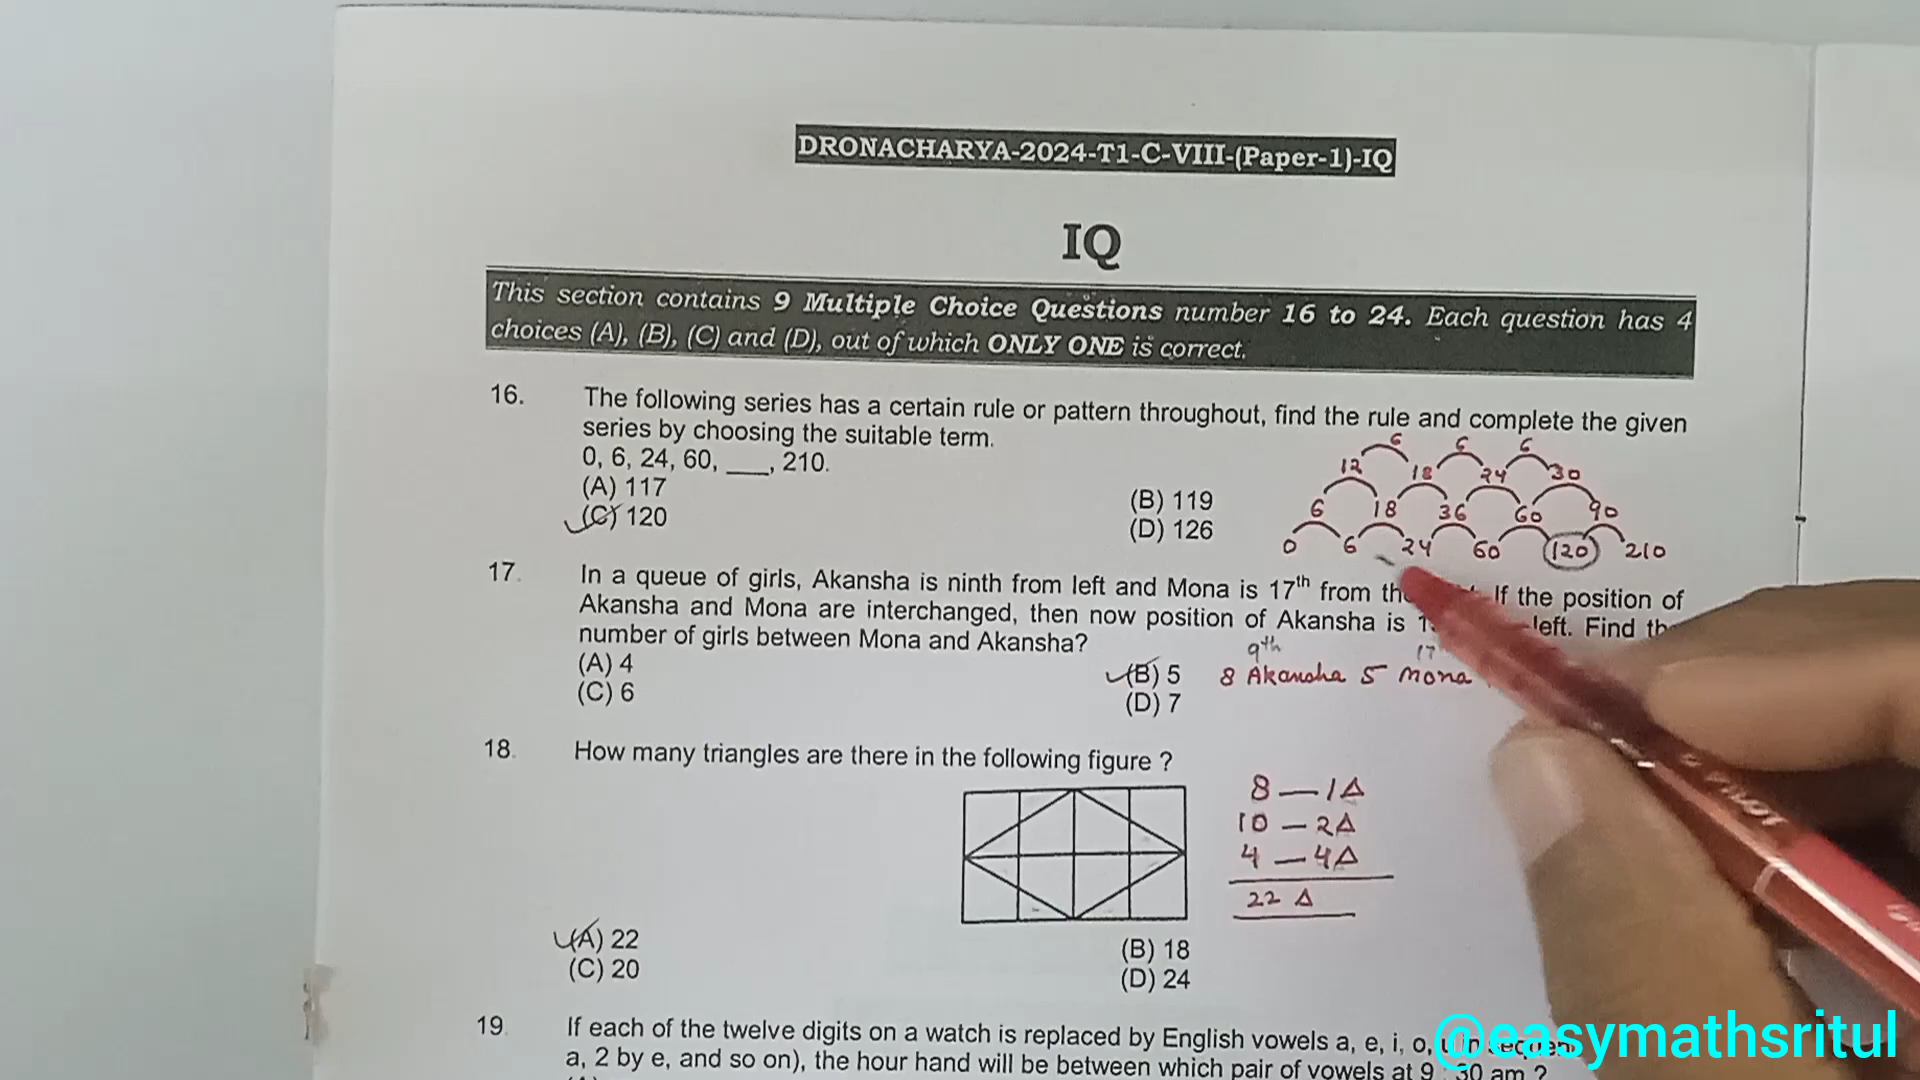 DRONACHARYA-2024-T1-C-VIII-(Paper-1)-IQ
IQ
This section contains 9 Multiple Choice Questions number 16 to 24. Each question has 4
choices (A), (B), (C) and (D), out of which ONLY ONE is correct.
16. The following series has a certain rule or pattern throughout, find the rule and complete the given
series by choosing the suitable term.
0, 6, 24, 60, ___, 210.
(A) 117 (B) 119
(C) 120 (D) 126
6 6 6
12 18 24 30
6 18 36 60 90
0 6 24 60 120 210
17. In a queue of girls, Akansha is ninth from left and Mona is 17th from If the position of
Akansha and Mona are interchanged, then now position of Akansha is left. Find
number of girls between Mona and Akansha?
(A) 4 (B) 5
(C) 6 (D) 7
9th 17
8 Akansha 5 Mona
18. How many triangles are there in the following figure ?
8 — 1Δ
10 — 2Δ
4 — 4Δ
22 Δ
(A) 22 (B) 18
(C) 20 (D) 24
19. If each of the twelve digits on a watch is replaced by English vowels a, e, i, o,
a, 2 by e, and so on), the hour hand will be between which pair of vowels at 9 : 30 am ?
@easymathsritul